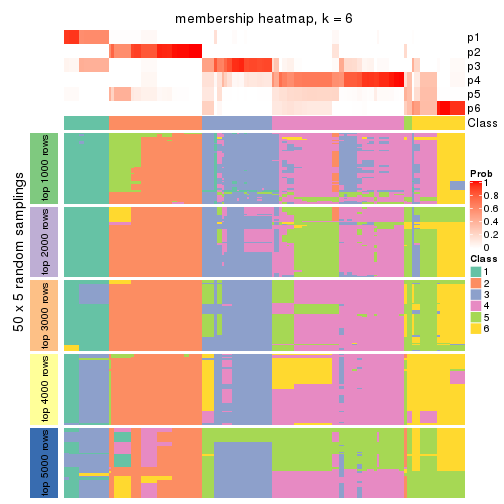 membership heatmap, k = 6
p1
p2
p3
p4
p5
p6
Class
50 x 5 random samplings
top 1000 rows
top 2000 rows
top 3000 rows
top 4000 rows
top 5000 rows
Prob
1
0.8
0.6
0.4
0.2
0
Class
1
2
3
4
5
6